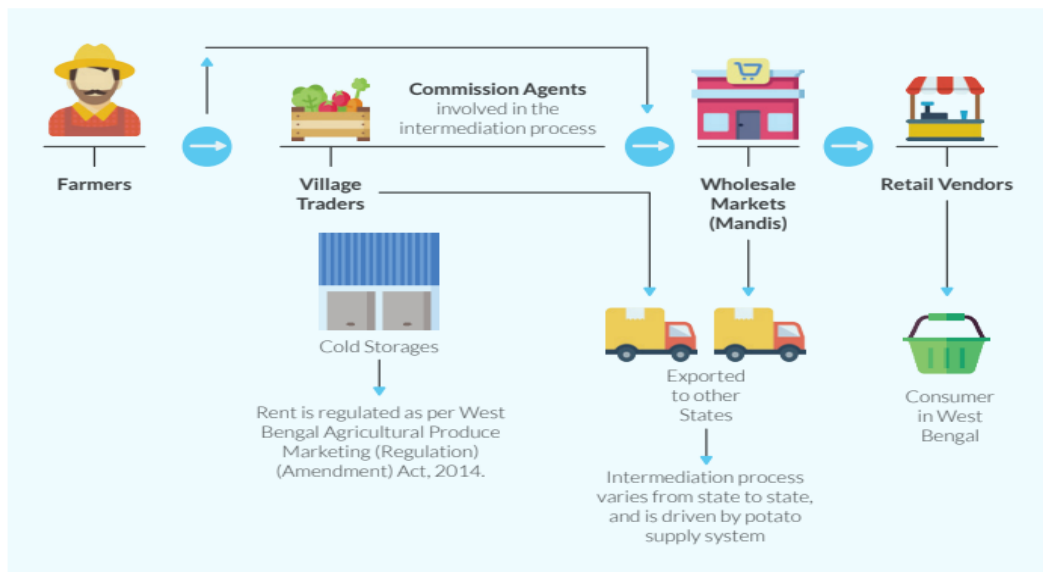 Commission Agents
involved in the
intermediation process
Farmers
Village
Traders
Wholesale
Markets
(Mandis)
Retail Vendors
Cold Storages
Rent is regulated as per West
Bengal Agricultural Produce
Marketing (Regulation)
(Amendment) Act, 2014.
Exported
to other
States
Intermediation process
varies from state to state,
and is driven by potato
supply system
Consumer
in West
Bengal